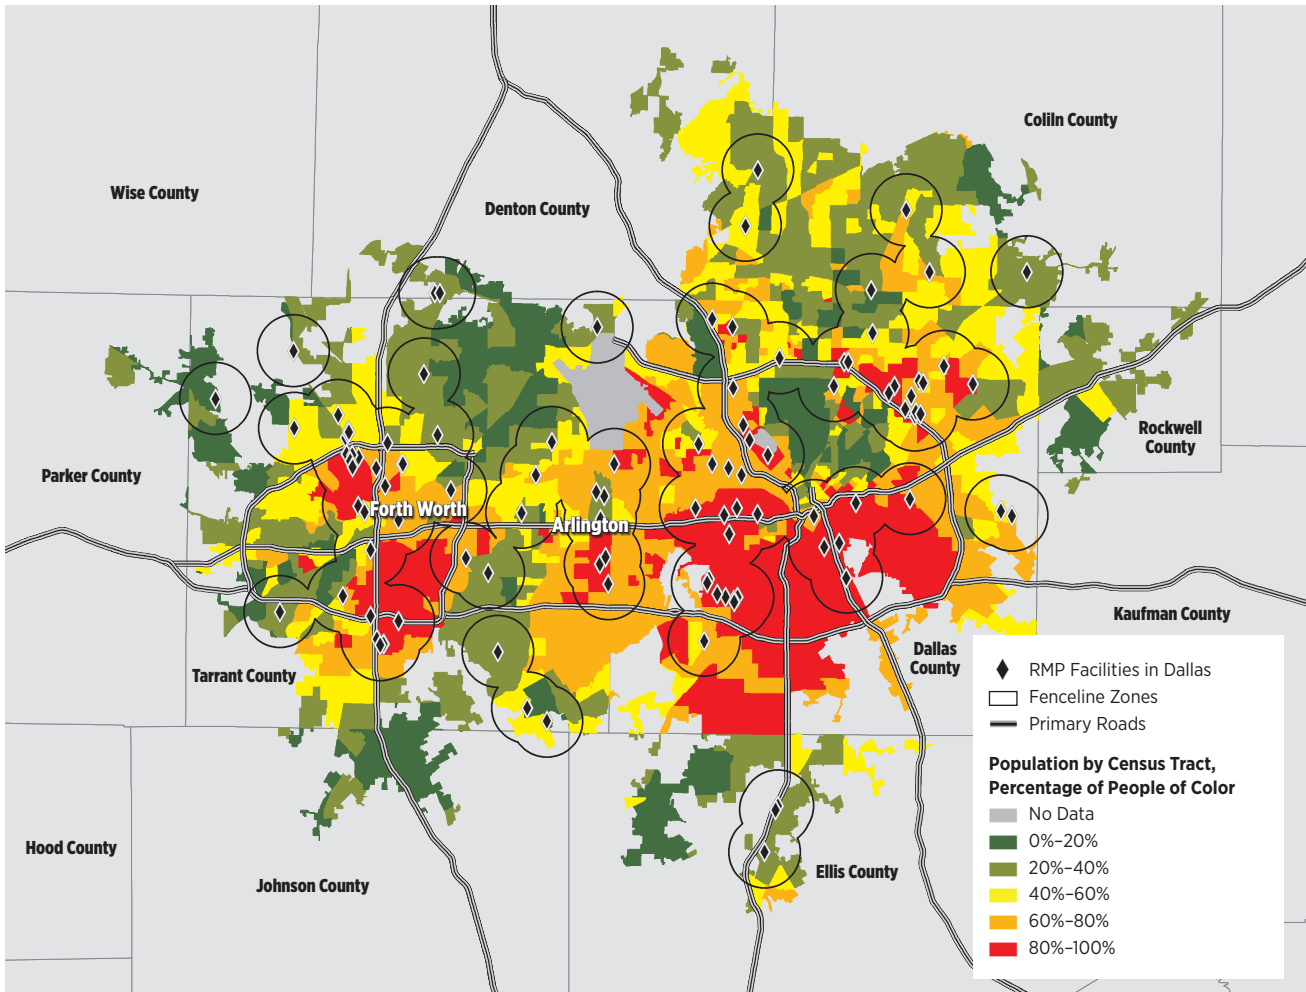 Coliln County
Wise County
Denton County
Rockwell
County
Parker County
Forth Worth
Arlington
Kaufman County
Dallas
County
Tarrant County
Hood County
Johnson County
Ellis County
RMP Facilities in Dallas
Fenceline Zones
Primary Roads
Population by Census Tract,
Percentage of People of Color
No Data
0%–20%
20%–40%
40%–60%
60%–80%
80%–100%